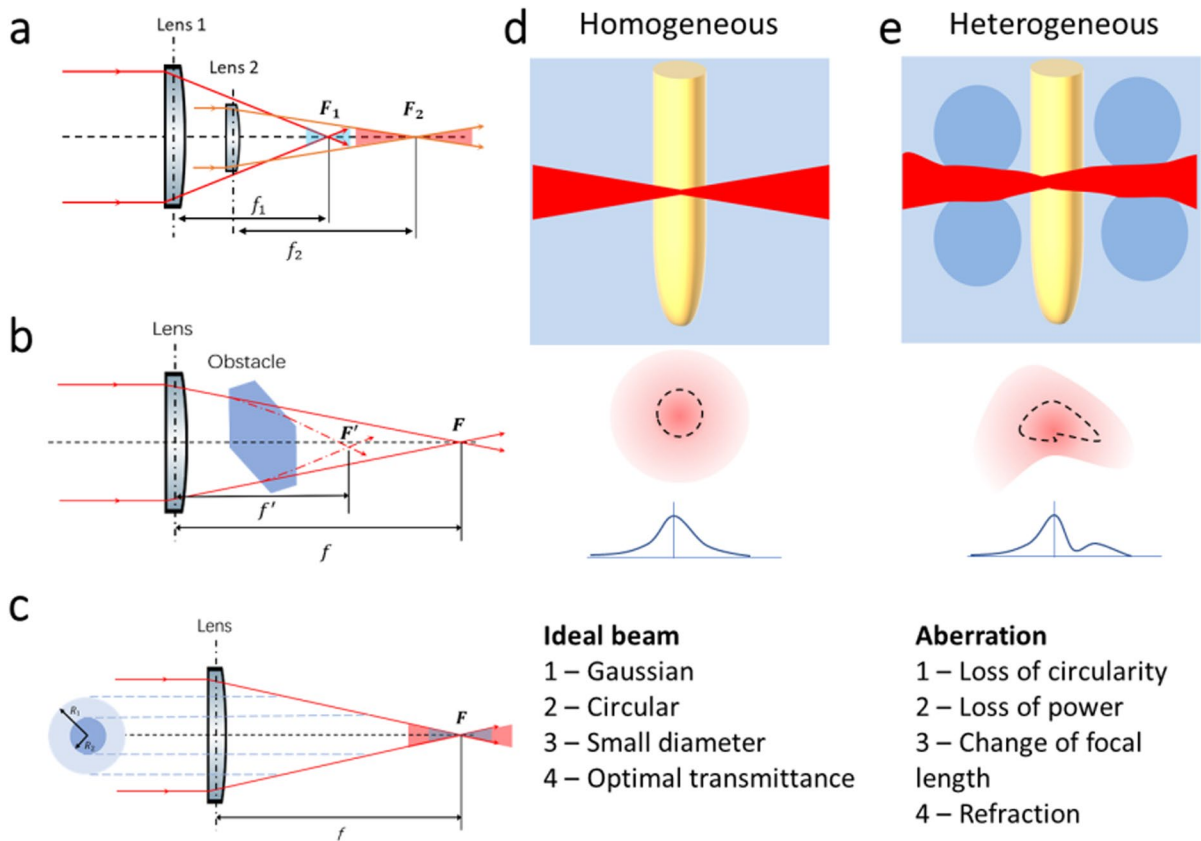 a
Lens 1
Lens 2
F₁
F₂
f₁
f₂
b
Lens
Obstacle
F'
F
f'
f
c
Lens
R₁
R₂
F
f
d
Homogeneous
Ideal beam
1 – Gaussian
2 – Circular
3 – Small diameter
4 – Optimal transmittance
e
Heterogeneous
Aberration
1 – Loss of circularity
2 – Loss of power
3 – Change of focal
length
4 – Refraction